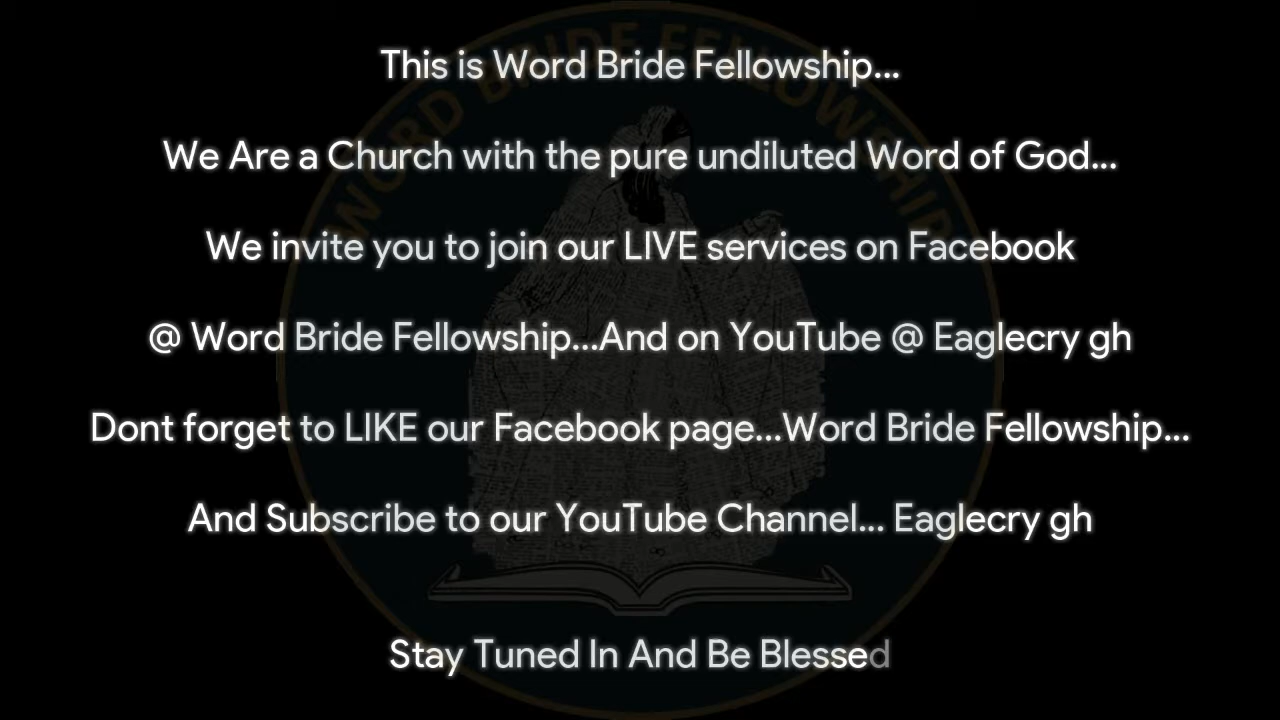 WORD BRIDE FELLOWSHIP
This is Word Bride Fellowship...
We Are a Church with the pure undiluted Word of God...
We invite you to join our LIVE services on Facebook
@ Word Bride Fellowship...And on YouTube @ Eaglecry gh
Dont forget to LIKE our Facebook page...Word Bride Fellowship...
And Subscribe to our YouTube Channel... Eaglecry gh
Stay Tuned In And Be Blessed